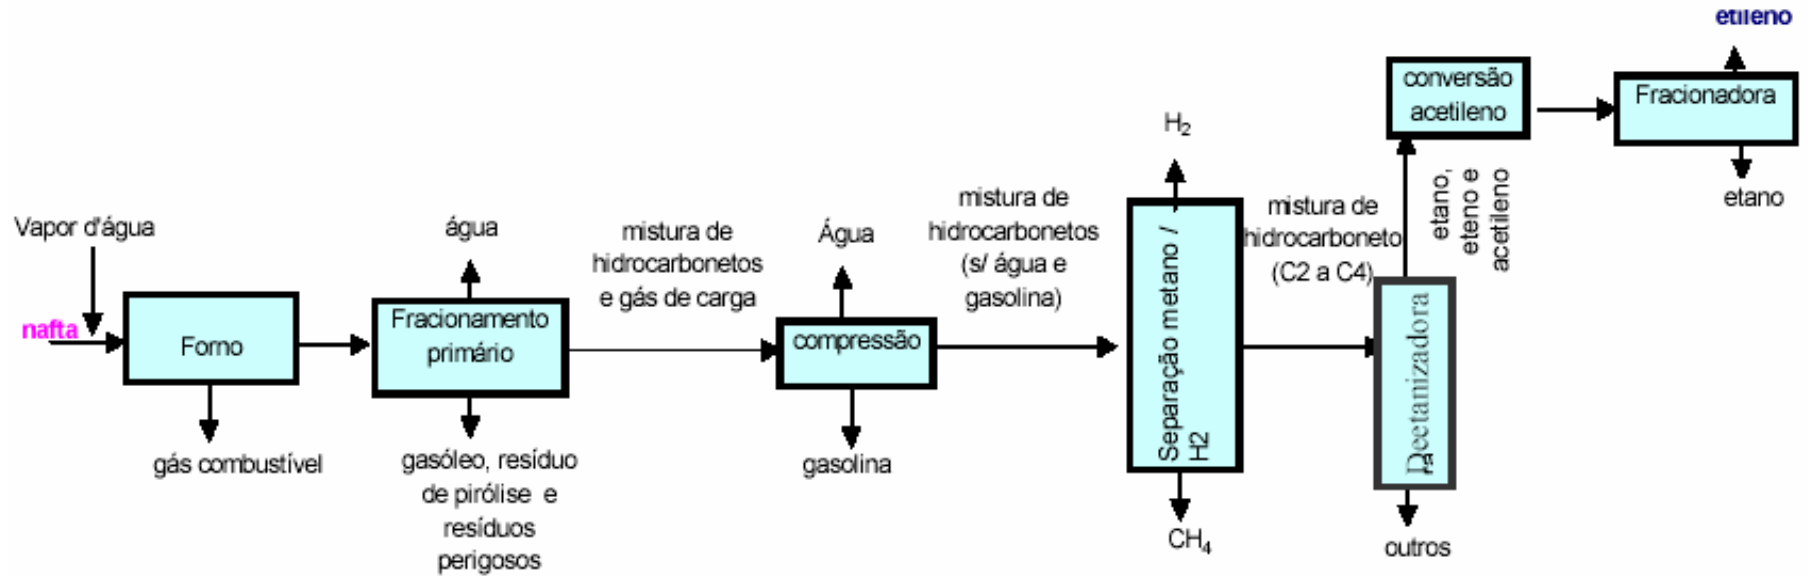 etileno
conversão
acetileno
Fracionadora
H2
etano,
eteno e
acetileno
etano
mistura de
hidrocarbonetos
(s/ água e
gasolina)
mistura de
hidrocarboneto
(C2 a C4)
Vapor d'água
água
mistura de
hidrocarbonetos
e gás de carga
Água
nafta
Forno
Fracionamento
primário
compressão
Separação metano /
H2
Deetanizadora
gás combustível
gasóleo, resíduo
de pirólise e
resíduos
perigosos
gasolina
CH4
outros